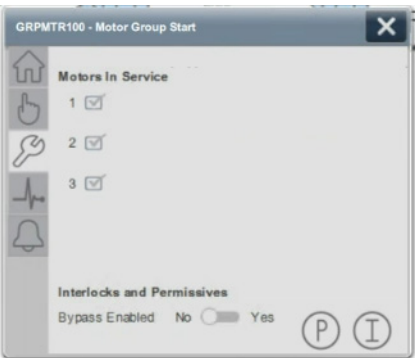 GRPMTR100 - Motor Group Start
Motors In Service
1
2
3
Interlocks and Permissives
Bypass Enabled No Yes
P I